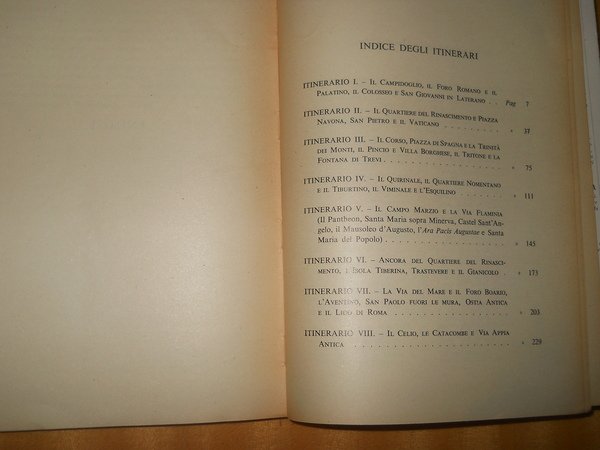 INDICE DEGLI ITINERARI
ITINERARIO I. – Il Campidoglio, il Foro Romano e il
Palatino, il Colosseo e San Giovanni in Laterano . . Pag. 7
ITINERARIO II. – Il Quartiere del Rinascimento e Piazza
Navona, San Pietro e il Vaticano . . . . . . . » 37
ITINERARIO III. – Il Corso, Piazza di Spagna e la Trinità
dei Monti, il Pincio e Villa Borghese, il Tritone e la
Fontana di Trevi . . . . . . . . . . . . . » 75
ITINERARIO IV. – Il Quirinale, il Quartiere Nomentano
e il Tiburtino, il Viminale e l'Esquilino . . . . . » 111
ITINERARIO V. – Il Campo Marzio e la Via Flaminia
(Il Pantheon, Santa Maria sopra Minerva, Castel Sant'An-
gelo, il Mausoleo d'Augusto, l'Ara Pacis Augustae e Santa
Maria del Popolo) . . . . . . . . . . . . . » 145
ITINERARIO VI. – Ancora del Quartiere del Rinasci-
mento, l'Isola Tiberina, Trastevere e il Gianicolo . » 173
ITINERARIO VII. – La Via del Mare e il Foro Boario,
l'Aventino, San Paolo fuori le mura, Ostia Antica
e il Lido di Roma . . . . . . . . . . . . . » 203
ITINERARIO VIII. – Il Celio, le Catacombe e Via Appia
Antica . . . . . . . . . . . . . . . . . » 229